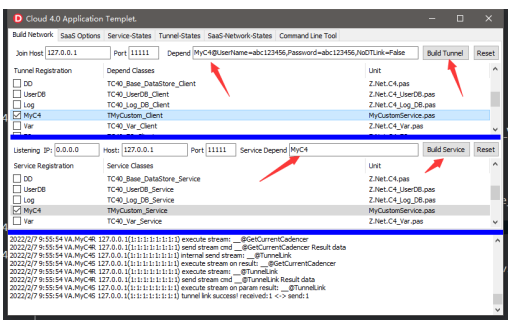 Cloud 4.0 Application Templet.
Build Network SaaS Options Service-States Tunnel-States SaaS-Network-States Command Line Tool
Join Host 127.0.0.1 Port 11111 Depend MyC4@UserName=abc123456,Password=abc123456,NoDTLink=False Build Tunnel Reset
Tunnel Registration Depend Classes Unit
DD TC40_Base_DataStore_Client Z.Net.C4.pas
UserDB TC40_UserDB_Client Z.Net.C4_UserDB.pas
Log TC40_Log_DB_Client Z.Net.C4_Log_DB.pas
MyC4 TMyCustom_Client MyCustomService.pas
Var TC40_Var_Client Z.Net.C4_Var.pas
Listening IP: 0.0.0.0 Host: 127.0.0.1 Port 11111 Service Depend MyC4 Build Service Reset
Service Registration Service Classes Unit
DD TC40_Base_DataStore_Service Z.Net.C4.pas
UserDB TC40_UserDB_Service Z.Net.C4_UserDB.pas
Log TC40_Log_DB_Service Z.Net.C4_Log_DB.pas
MyC4 TMyCustom_Service MyCustomService.pas
Var TC40_Var_Service Z.Net.C4_Var.pas
2022/2/7 9:55:54 VA.MyC4R 127.0.0.1(1:1:1:1:1:1:1:1) execute stream: __@GetCurrentCadencer
2022/2/7 9:55:54 VA.MyC4R 127.0.0.1(1:1:1:1:1:1:1:1) send stream cmd __@GetCurrentCadencer Result data
2022/2/7 9:55:54 VA.MyC4S 127.0.0.1(1:1:1:1:1:1:1:1) internal send stream: __@TunnelLink
2022/2/7 9:55:54 VA.MyC4R 127.0.0.1(1:1:1:1:1:1:1:1) execute stream on result: __@GetCurrentCadencer
2022/2/7 9:55:54 VA.MyC4R 127.0.0.1(1:1:1:1:1:1:1:1) execute stream: __@TunnelLink
2022/2/7 9:55:54 VA.MyC4R 127.0.0.1(1:1:1:1:1:1:1:1) send stream cmd __@TunnelLink Result data
2022/2/7 9:55:54 VA.MyC4S 127.0.0.1(1:1:1:1:1:1:1:1) execute stream on param result: __@TunnelLink
2022/2/7 9:55:54 VA.MyC4S 127.0.0.1(1:1:1:1:1:1:1:1) tunnel link success! received:1 <-> send:1